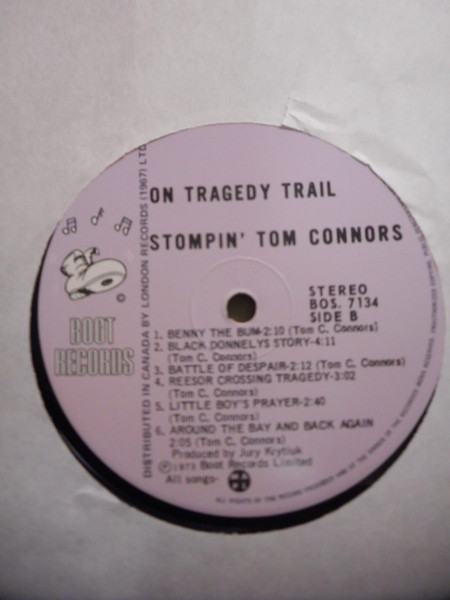 ON TRAGEDY TRAIL
STOMPIN' TOM CONNORS
STEREO
BOS. 7134
SIDE B
1. BENNY THE BUM-2:10 (Tom C. Connors)
2. BLACK DONNELYS STORY-4:11
(Tom C. Connors)
3. BATTLE OF DESPAIR-2:12 (Tom C. Connors)
4. REESOR CROSSING TRAGEDY-3:02
(Tom C. Connors)
5. LITTLE BOY'S PRAYER-2:40
(Tom C. Connors)
6. AROUND THE BAY AND BACK AGAIN
2:05 (Tom C. Connors)
Produced by Jury Krytiuk
Ⓟ 1973 Boot Records Limited
All songs-
©
BOOT
RECORDS
DISTRIBUTED IN CANADA BY LONDON RECORDS (1967) LTD